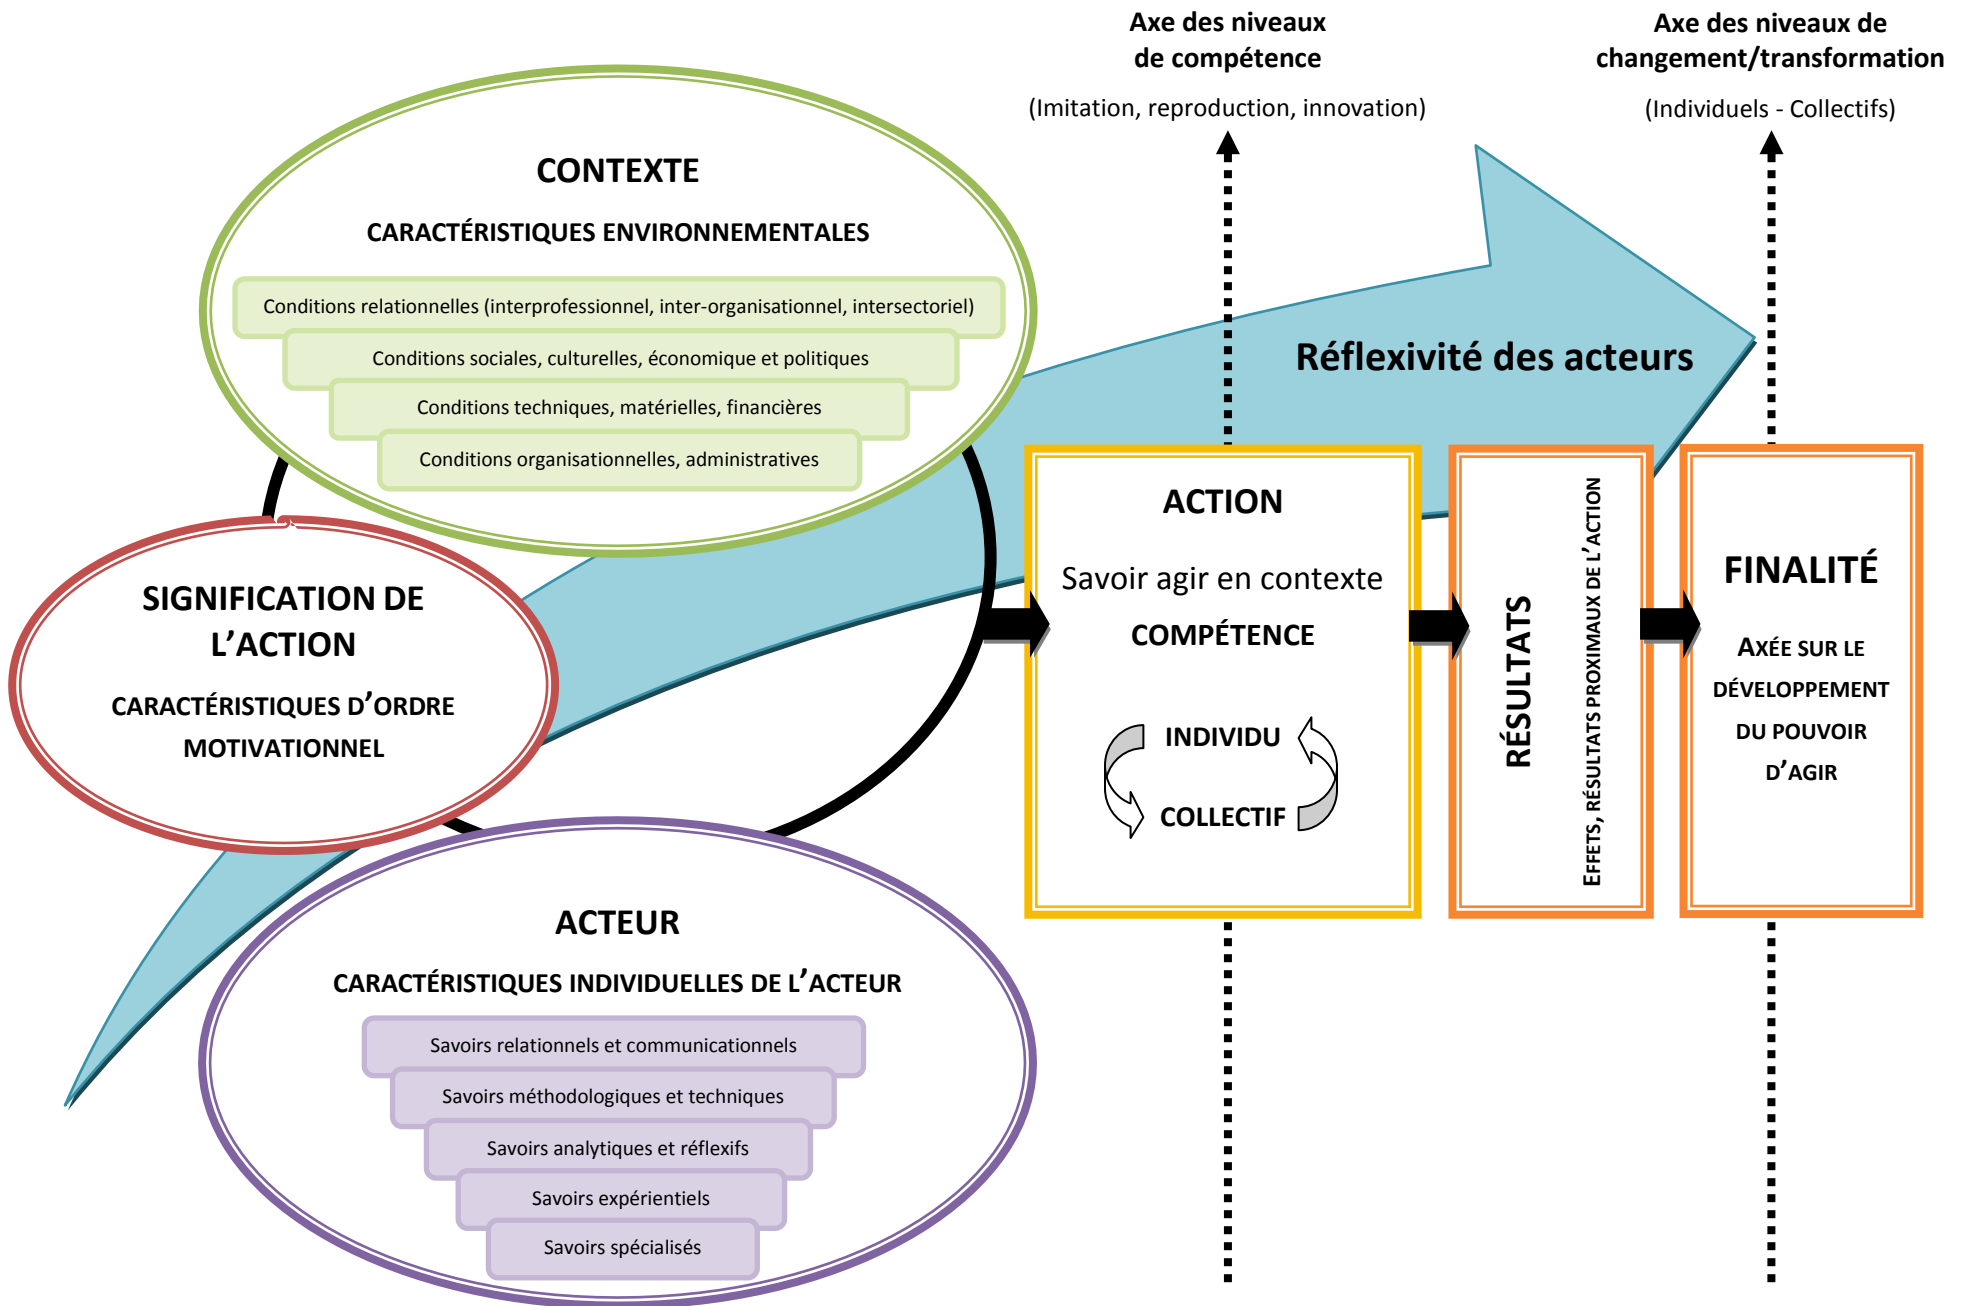 Axe des niveaux
de compétence
(Imitation, reproduction, innovation)
Axe des niveaux de
changement/transformation
(Individuels - Collectifs)
CONTEXTE
CARACTÉRISTIQUES ENVIRONNEMENTALES
Conditions relationnelles (interprofessionnel, inter-organisationnel, intersectoriel)
Conditions sociales, culturelles, économique et politiques
Conditions techniques, matérielles, financières
Conditions organisationnelles, administratives
Réflexivité des acteurs
SIGNIFICATION DE
L'ACTION
CARACTÉRISTIQUES D'ORDRE
MOTIVATIONNEL
ACTION
Savoir agir en contexte
COMPÉTENCE
INDIVIDU
COLLECTIF
RÉSULTATS
EFFETS, RÉSULTATS PROXIMAUX DE L'ACTION
FINALITÉ
AXÉE SUR LE
DÉVELOPPEMENT
DU POUVOIR
D'AGIR
ACTEUR
CARACTÉRISTIQUES INDIVIDUELLES DE L'ACTEUR
Savoirs relationnels et communicationnels
Savoirs méthodologiques et techniques
Savoirs analytiques et réflexifs
Savoirs expérientiels
Savoirs spécialisés